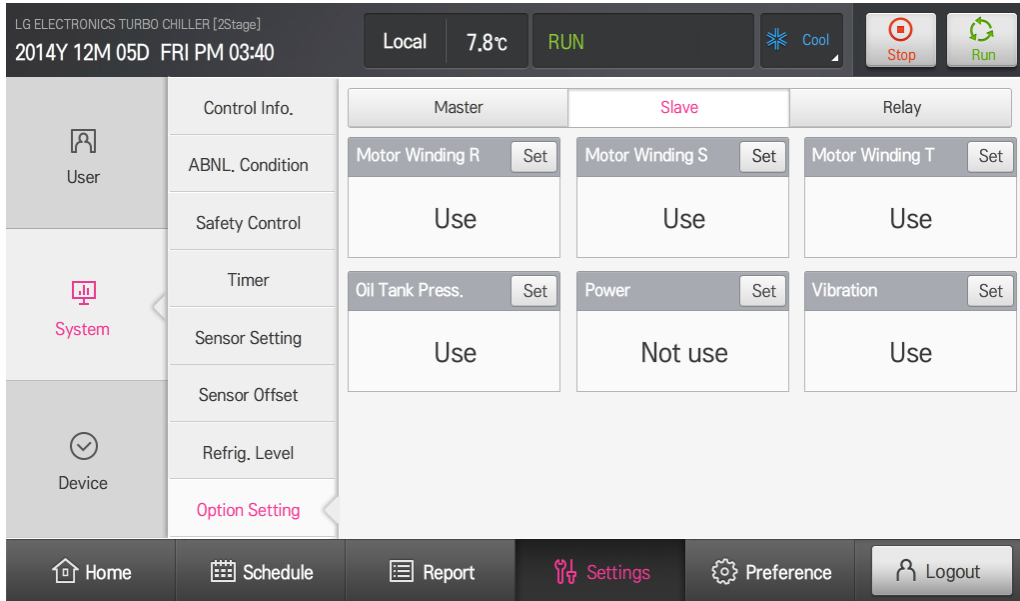 LG ELECTRONICS TURBO CHILLER [2Stage]
2014Y 12M 05D FRI PM 03:40
Local 7.8℃ RUN Cool Stop Run
User
System
Device
Control Info.
ABNL. Condition
Safety Control
Timer
Sensor Setting
Sensor Offset
Refrig. Level
Option Setting
Master Slave Relay
Motor Winding R Set Motor Winding S Set Motor Winding T Set
Use Use Use
Oil Tank Press. Set Power Set Vibration Set
Use Not use Use
Home Schedule Report Settings Preference Logout